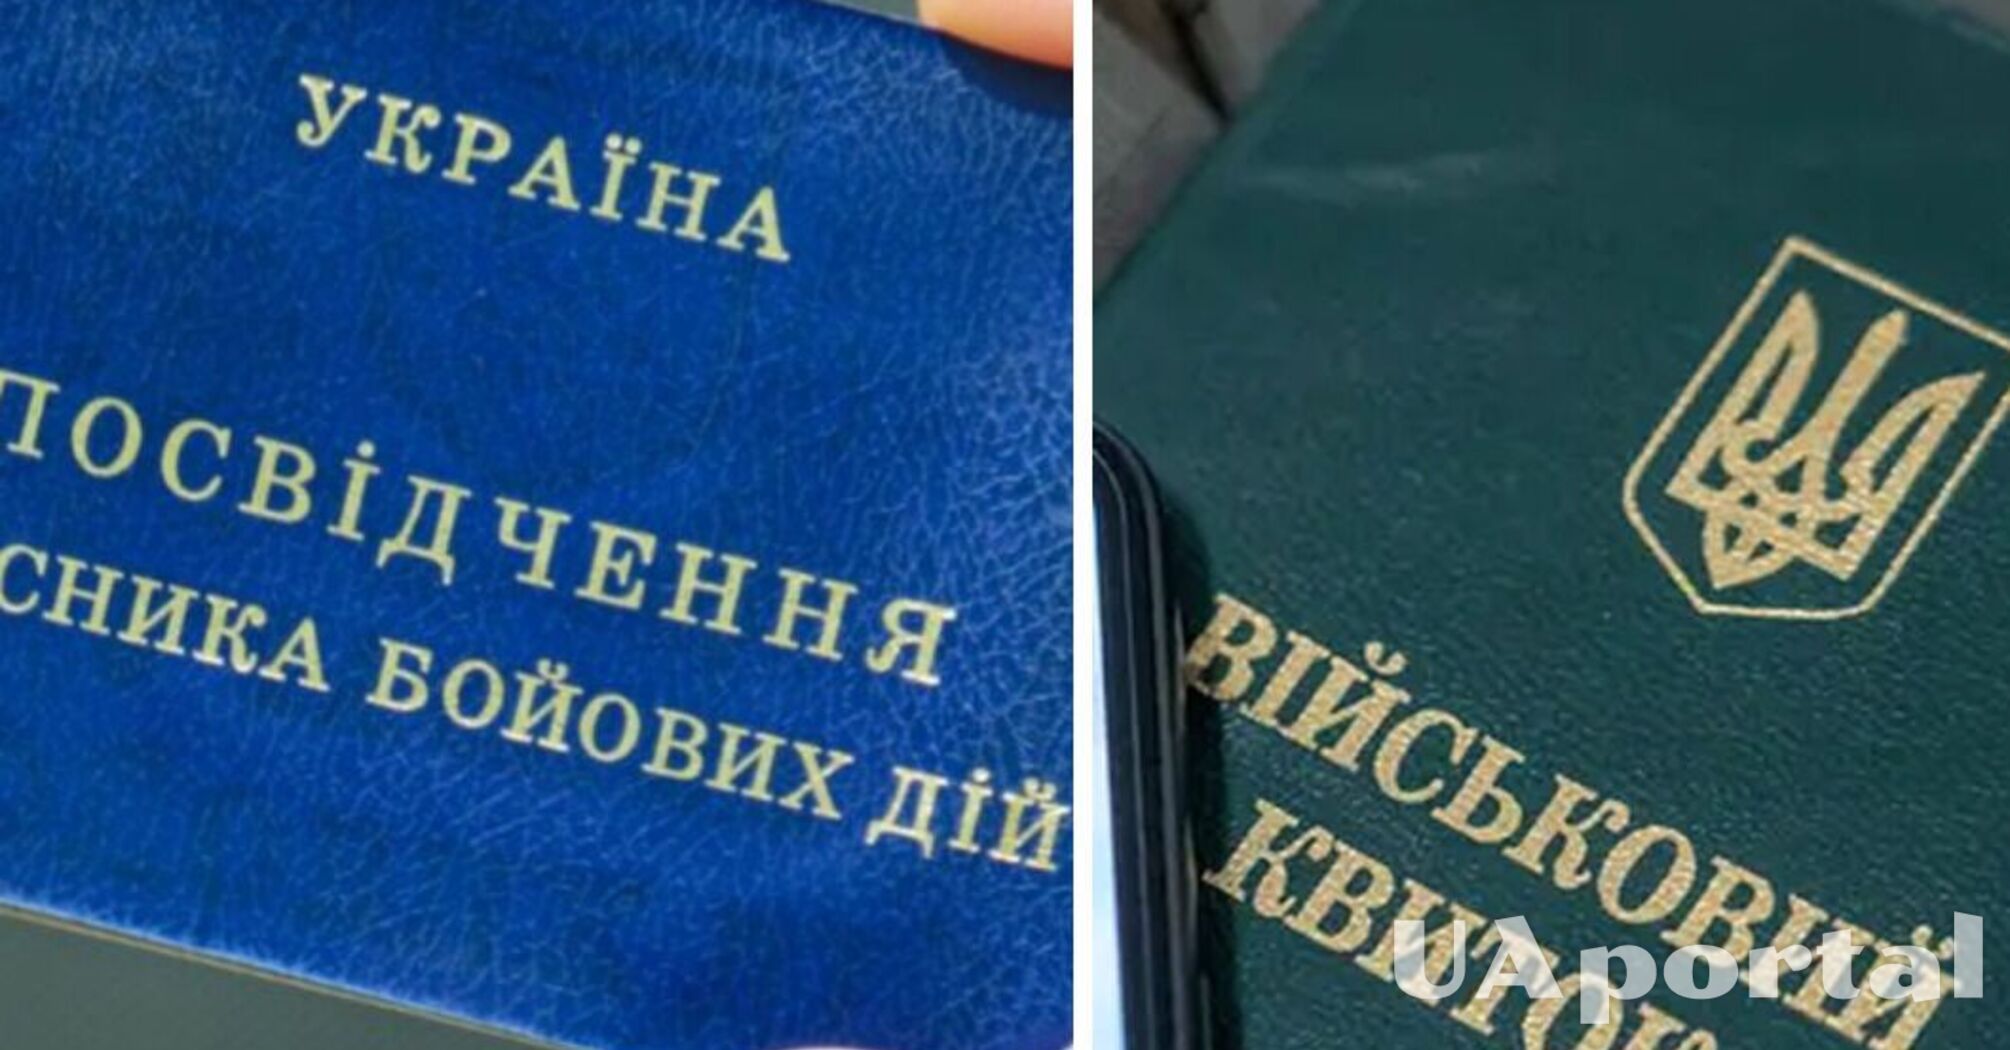 УКРАЇНА
ПОСВІДЧЕННЯ
СНИКА БОЙОВИХ ДІЙ
ВІЙСЬКОВИЙ
КВИТОК
UAportal